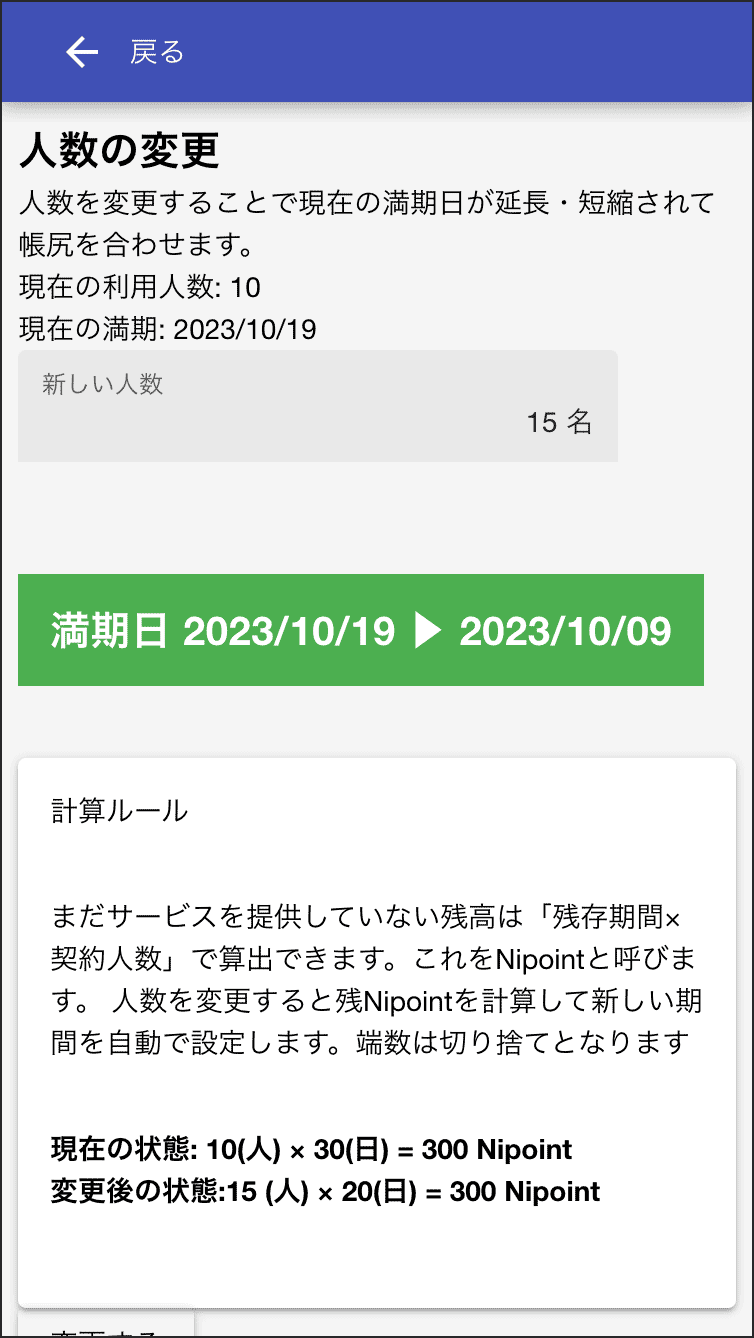 戻る
人数の変更
人数を変更することで現在の満期日が延長・短縮されて
帳尻を合わせます。
現在の利用人数: 10
現在の満期: 2023/10/19
新しい人数
15 名
満期日 2023/10/19 ▶ 2023/10/09
計算ルール
まだサービスを提供していない残高は「残存期間×
契約人数」で算出できます。これをNipointと呼びま
す。 人数を変更すると残Nipointを計算して新しい期
間を自動で設定します。端数は切り捨てとなります
現在の状態: 10(人) × 30(日) = 300 Nipoint
変更後の状態:15 (人) × 20(日) = 300 Nipoint
変更する